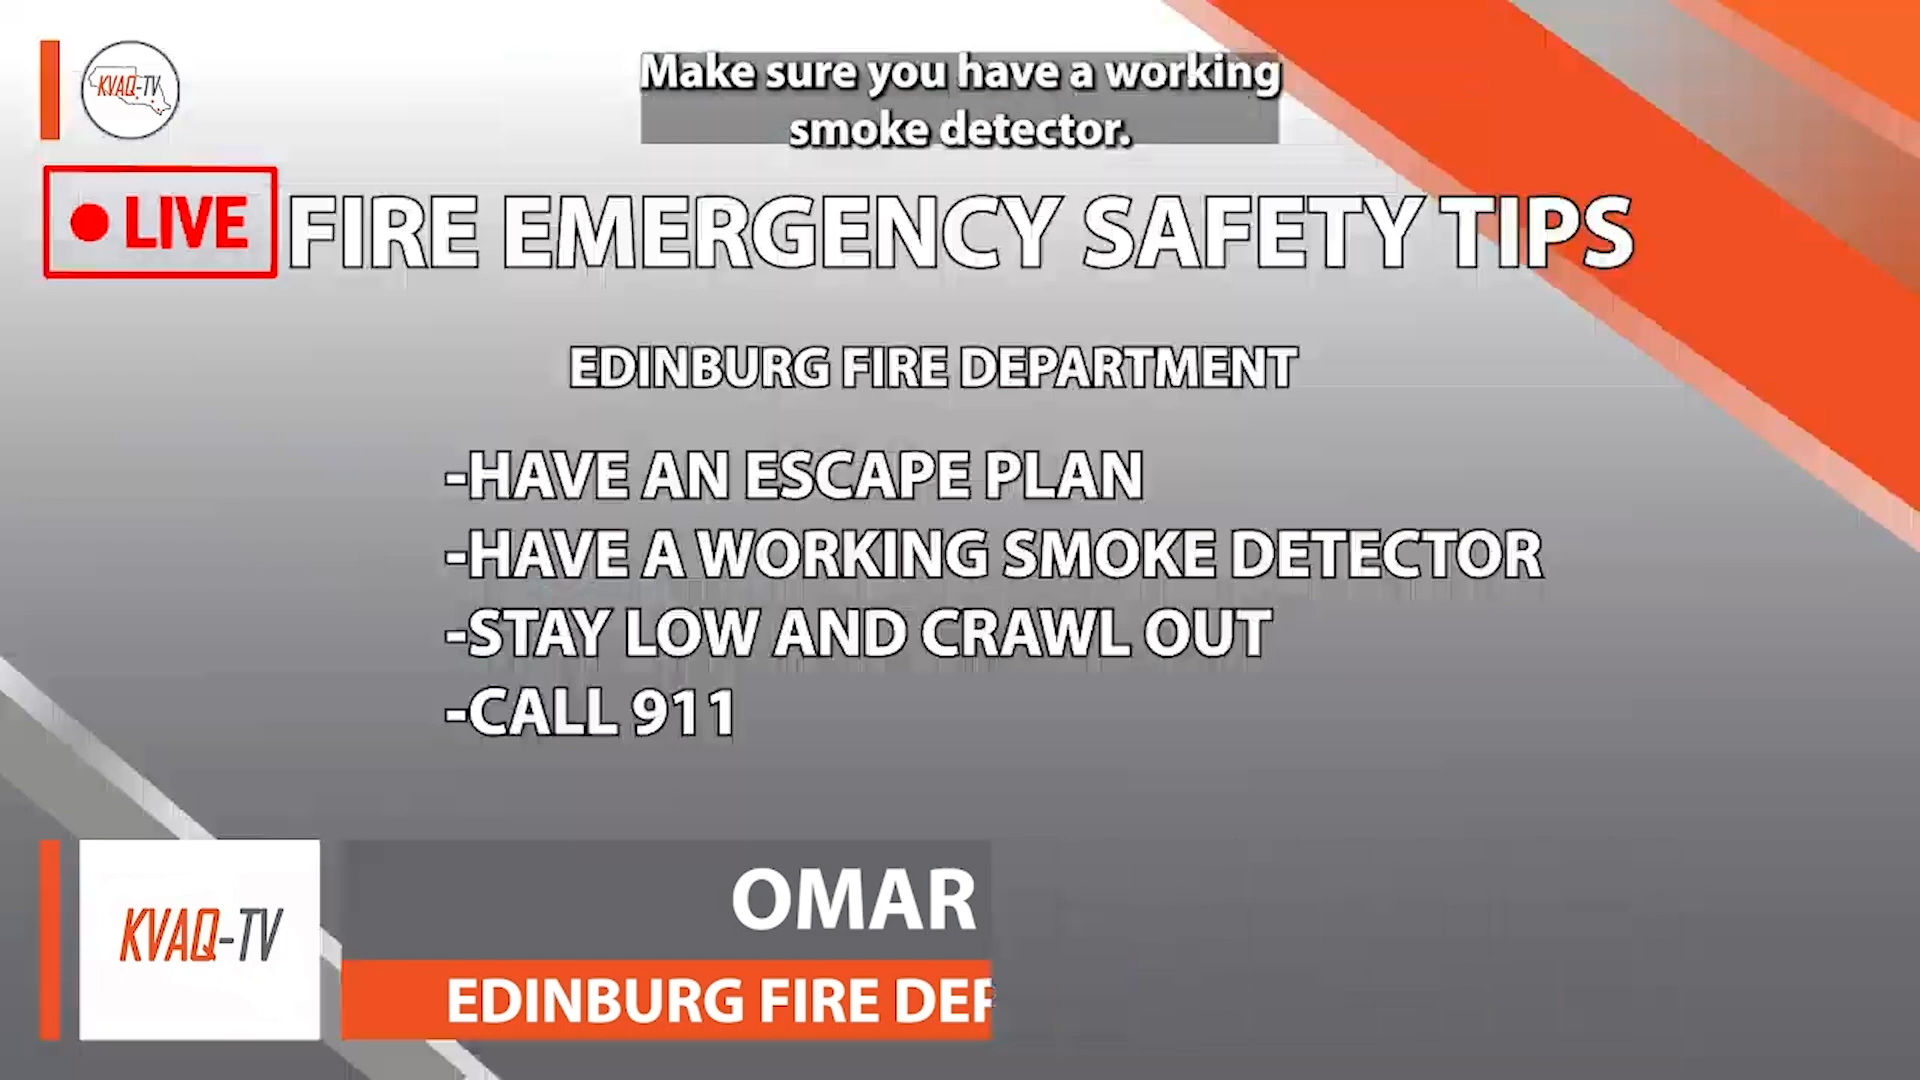 KVAQ-TV
Make sure you have a working
smoke detector.
LIVE
FIRE EMERGENCY SAFETY TIPS
EDINBURG FIRE DEPARTMENT
-HAVE AN ESCAPE PLAN
-HAVE A WORKING SMOKE DETECTOR
-STAY LOW AND CRAWL OUT
-CALL 911
KVAQ-TV
OMAR
EDINBURG FIRE DEP